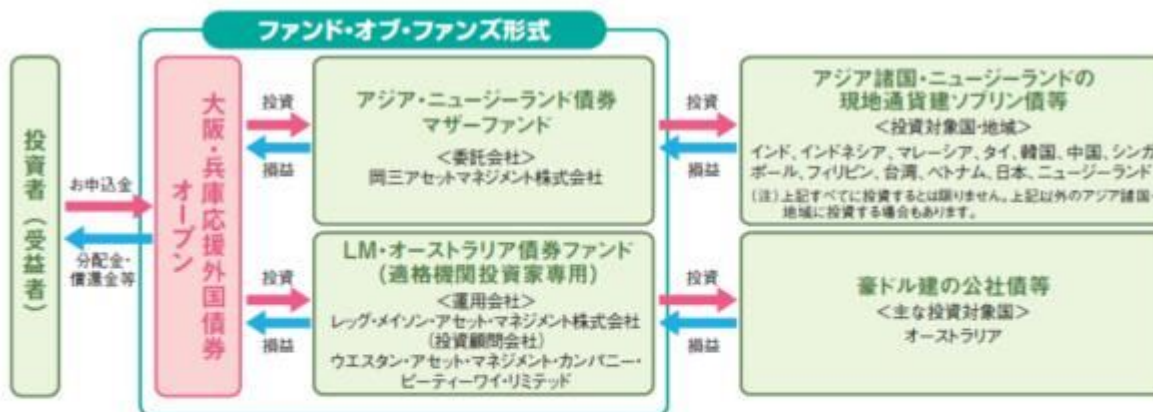 ファンド・オブ・ファンズ形式
投資者(受益者)
お申込金
分配金・
償還金等
大阪・兵庫応援外国債券
オープン
投資
損益
アジア・ニュージーランド債券
マザーファンド
<委託会社>
岡三アセットマネジメント株式会社
投資
損益
アジア諸国・ニュージーランドの
現地通貨建ソブリン債等
<投資対象国・地域>
インド、インドネシア、マレーシア、タイ、韓国、中国、シンガ
ポール、フィリピン、台湾、ベトナム、日本、ニュージーランド
(注)上記すべてに投資するとは限りません。上記以外のアジア諸国・
地域に投資する場合もあります。
投資
損益
LM・オーストラリア債券ファンド
(適格機関投資家専用)
<運用会社>
レッグ・メイソン・アセット・マネジメント株式会社
(投資顧問会社)
ウエスタン・アセット・マネジメント・カンパニー・
ピーティーワイ・リミテッド
投資
損益
豪ドル建の公社債等
<主な投資対象国>
オーストラリア